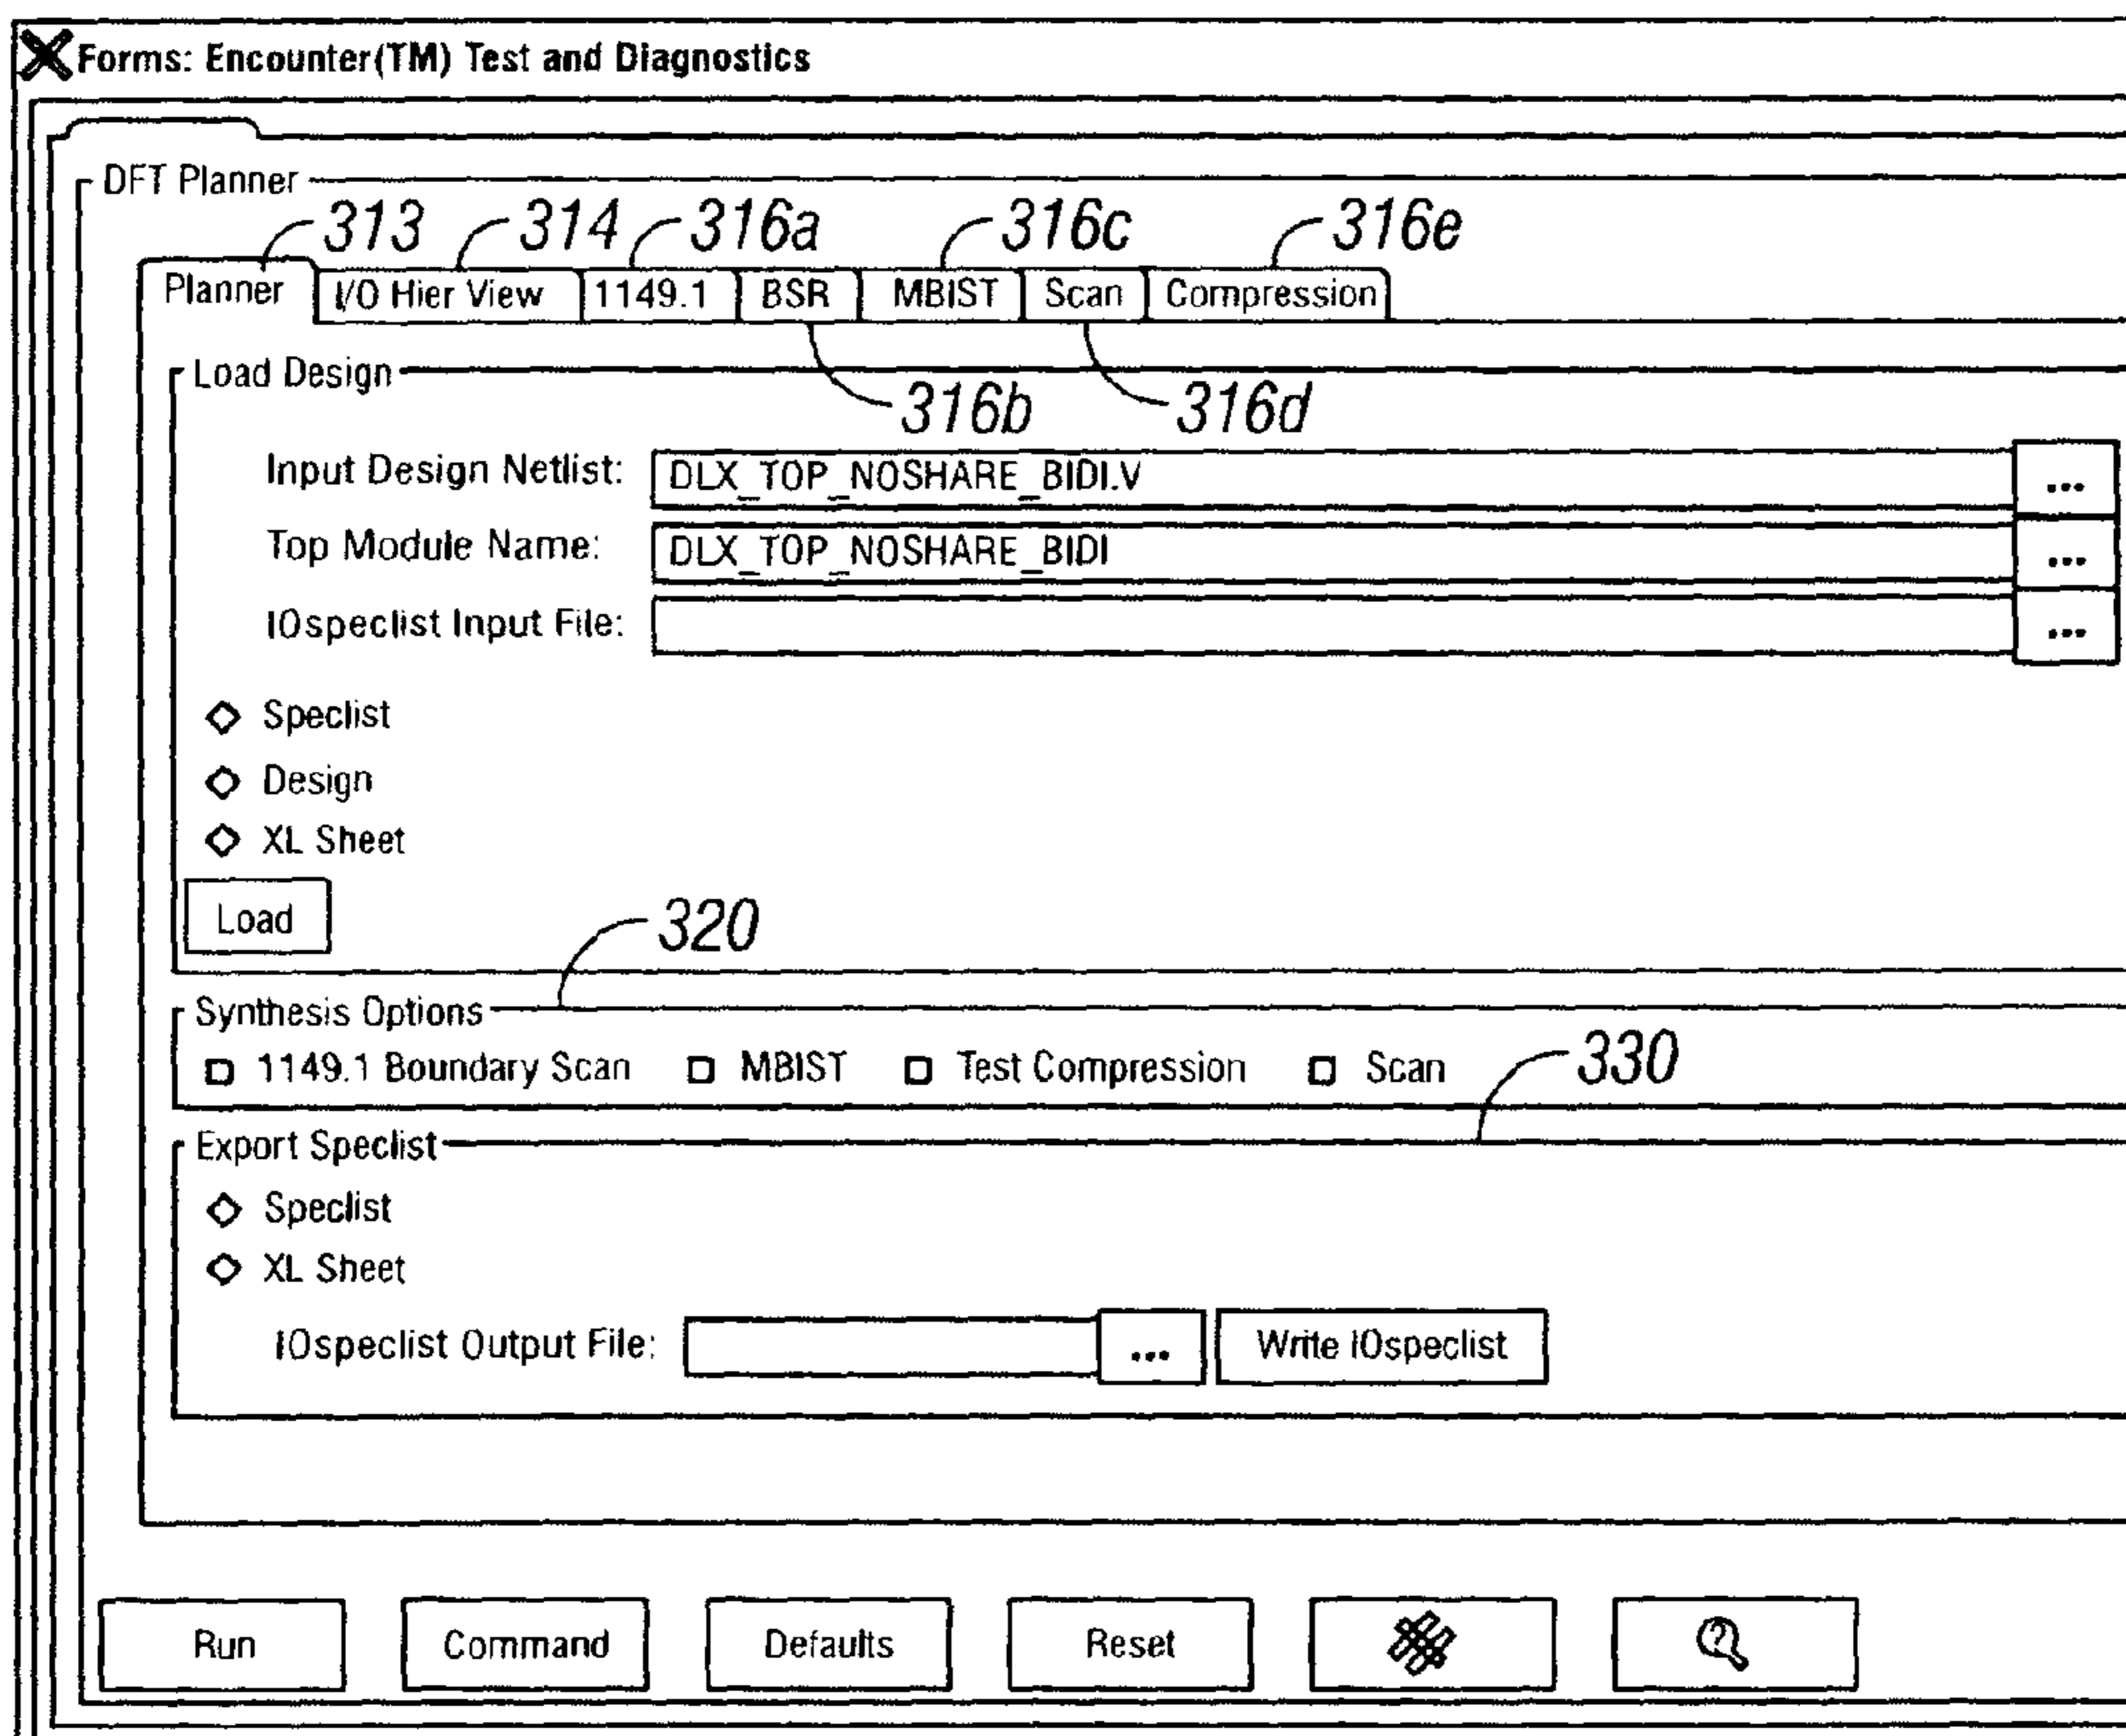 Forms: Encounter(TM) Test and Diagnostics
DFT Planner
313 314 316a 316c 316e
Planner I/O Hier View 1149.1 BSR MBIST Scan Compression
Load Design
316b 316d
Input Design Netlist: DLX_TOP_NOSHARE_BIDI.V ...
Top Module Name: DLX_TOP_NOSHARE_BIDI ...
IOspeclist Input File: ...
Speclist
Design
XL Sheet
Load
320
Synthesis Options
1149.1 Boundary Scan MBIST Test Compression Scan
330
Export Speclist
Speclist
XL Sheet
IOspeclist Output File: ... Write IOspeclist
Run Command Defaults Reset ?